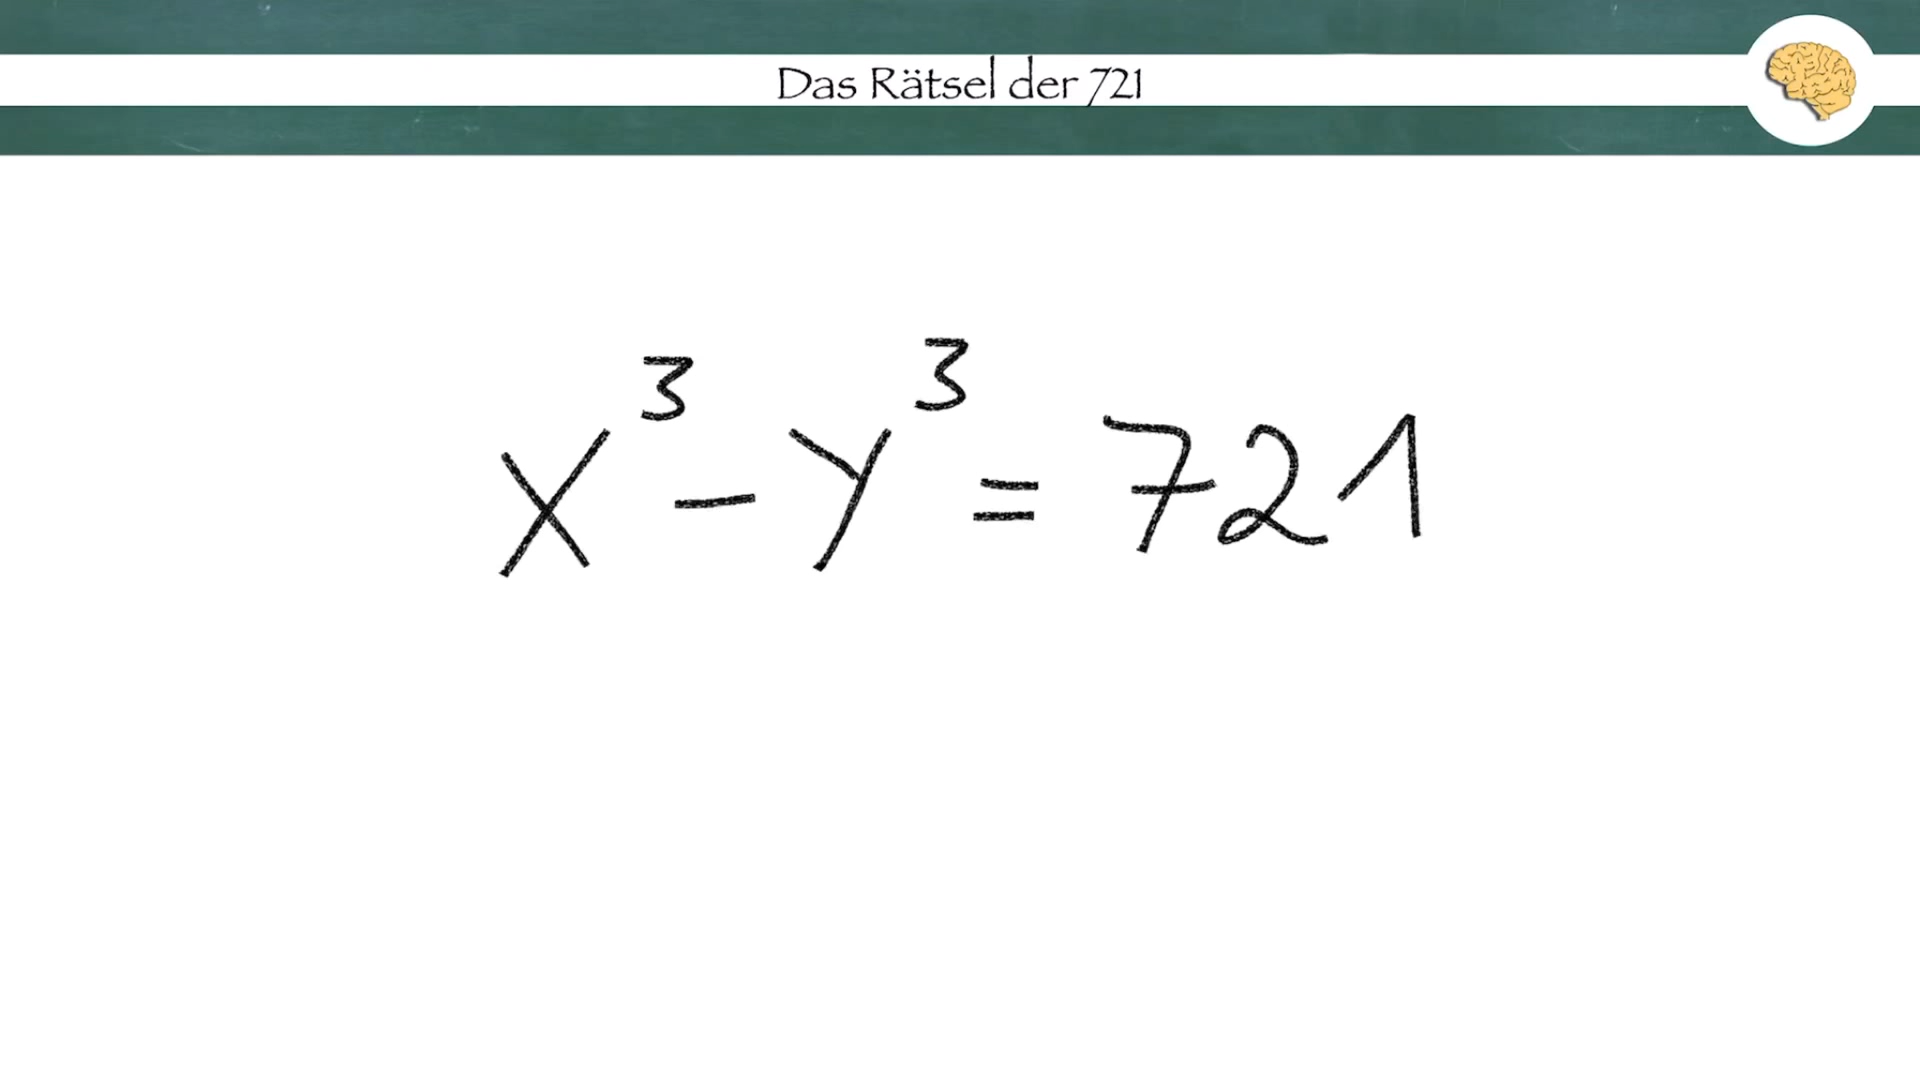 Das Rätsel der 721
x³ - y³ = 721